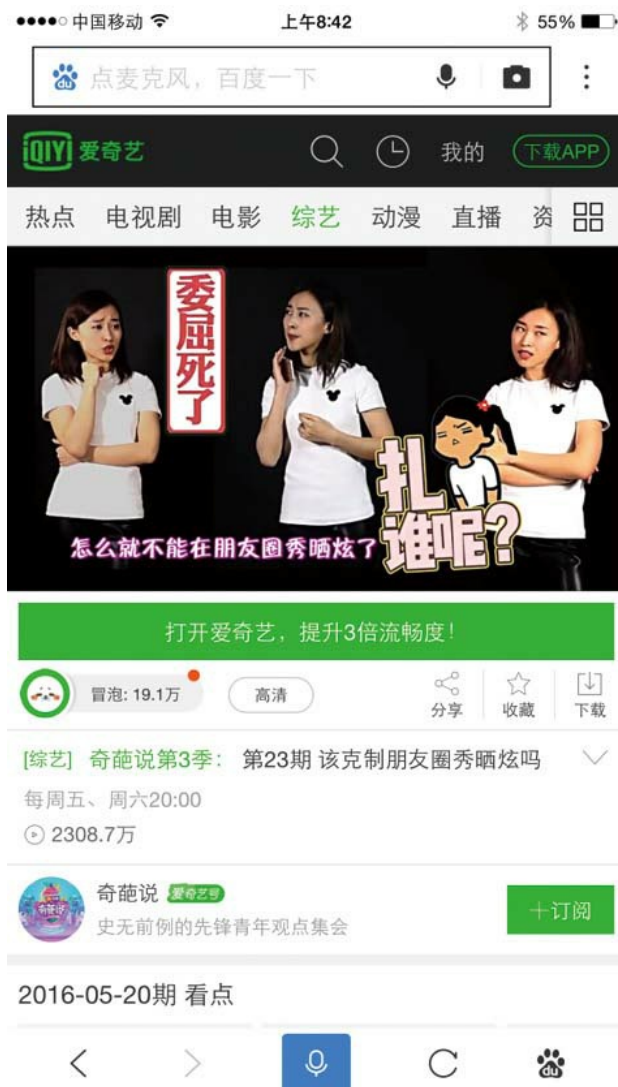 中国移动 上午8:42 55%
du 点麦克风，百度一下
iQIYI 爱奇艺 我的 下载APP
热点 电视剧 电影 综艺 动漫 直播 资
委屈死了
扎
谁呢?
怎么就不能在朋友圈秀晒炫了
打开爱奇艺，提升3倍流畅度！
冒泡: 19.1万 高清 分享 收藏 下载
[综艺] 奇葩说第3季： 第23期 该克制朋友圈秀晒炫吗
每周五、周六20:00
2308.7万
奇葩说 爱奇艺号
奇葩说
史无前例的先锋青年观点集会
+订阅
2016-05-20期 看点
du